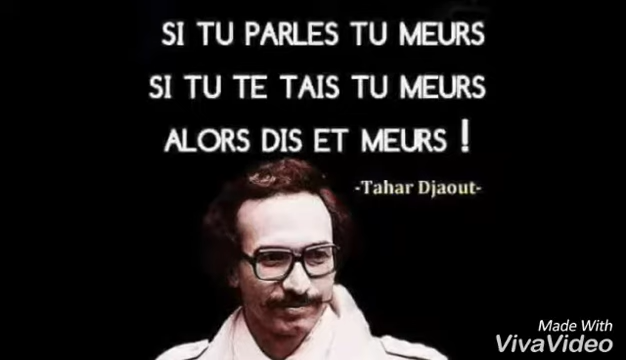 SI TU PARLES TU MEURS
SI TU TE TAIS TU MEURS
ALORS DIS ET MEURS !
-Tahar Djaout-
Made With
VivaVideo